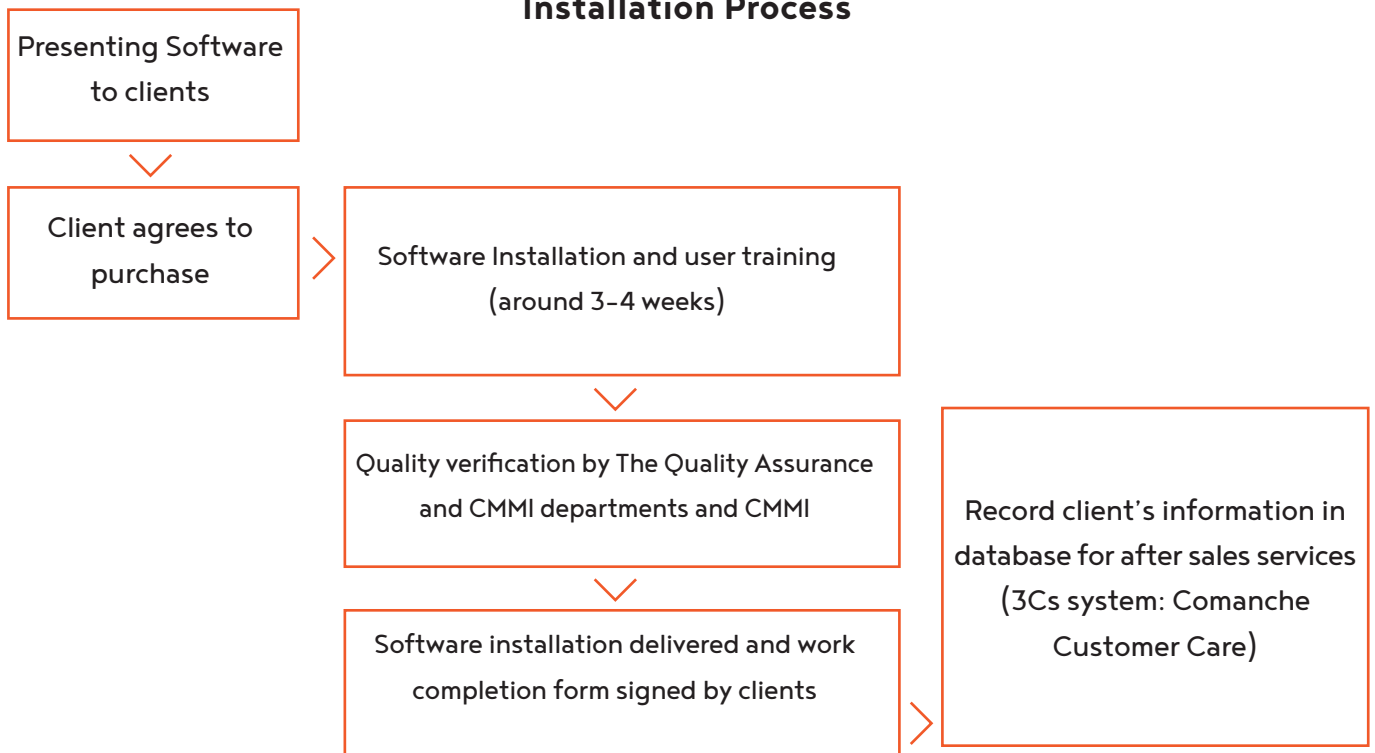 Installation Process
Presenting Software
to clients
Client agrees to
purchase
Software Installation and user training
(around 3-4 weeks)
Quality verification by The Quality Assurance
and CMMI departments and CMMI
Software installation delivered and work
completion form signed by clients
Record client's information in
database for after sales services
(3Cs system: Comanche
Customer Care)